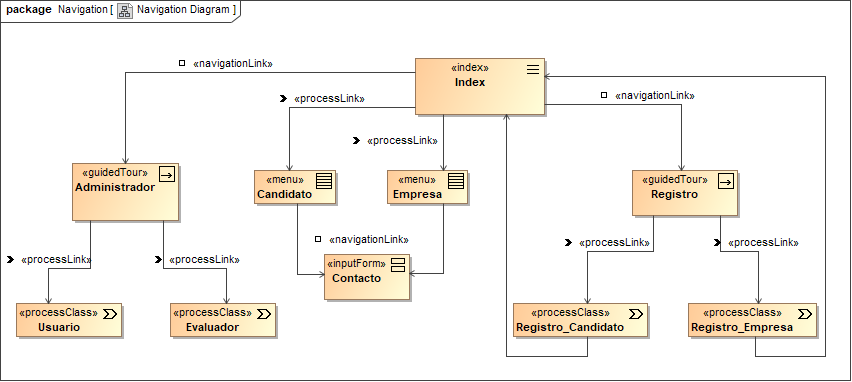 package Navigation [ Navigation Diagram ]
«navigationLink»
«index»
Index
«processLink»
«navigationLink»
«processLink»
«guidedTour»
Administrador
«menu»
Candidato
«menu»
Empresa
«guidedTour»
Registro
«navigationLink»
«processLink»
«processLink»
«processLink»
«processLink»
«inputForm»
Contacto
«processClass»
Usuario
«processClass»
Evaluador
«processClass»
Registro_Candidato
«processClass»
Registro_Empresa